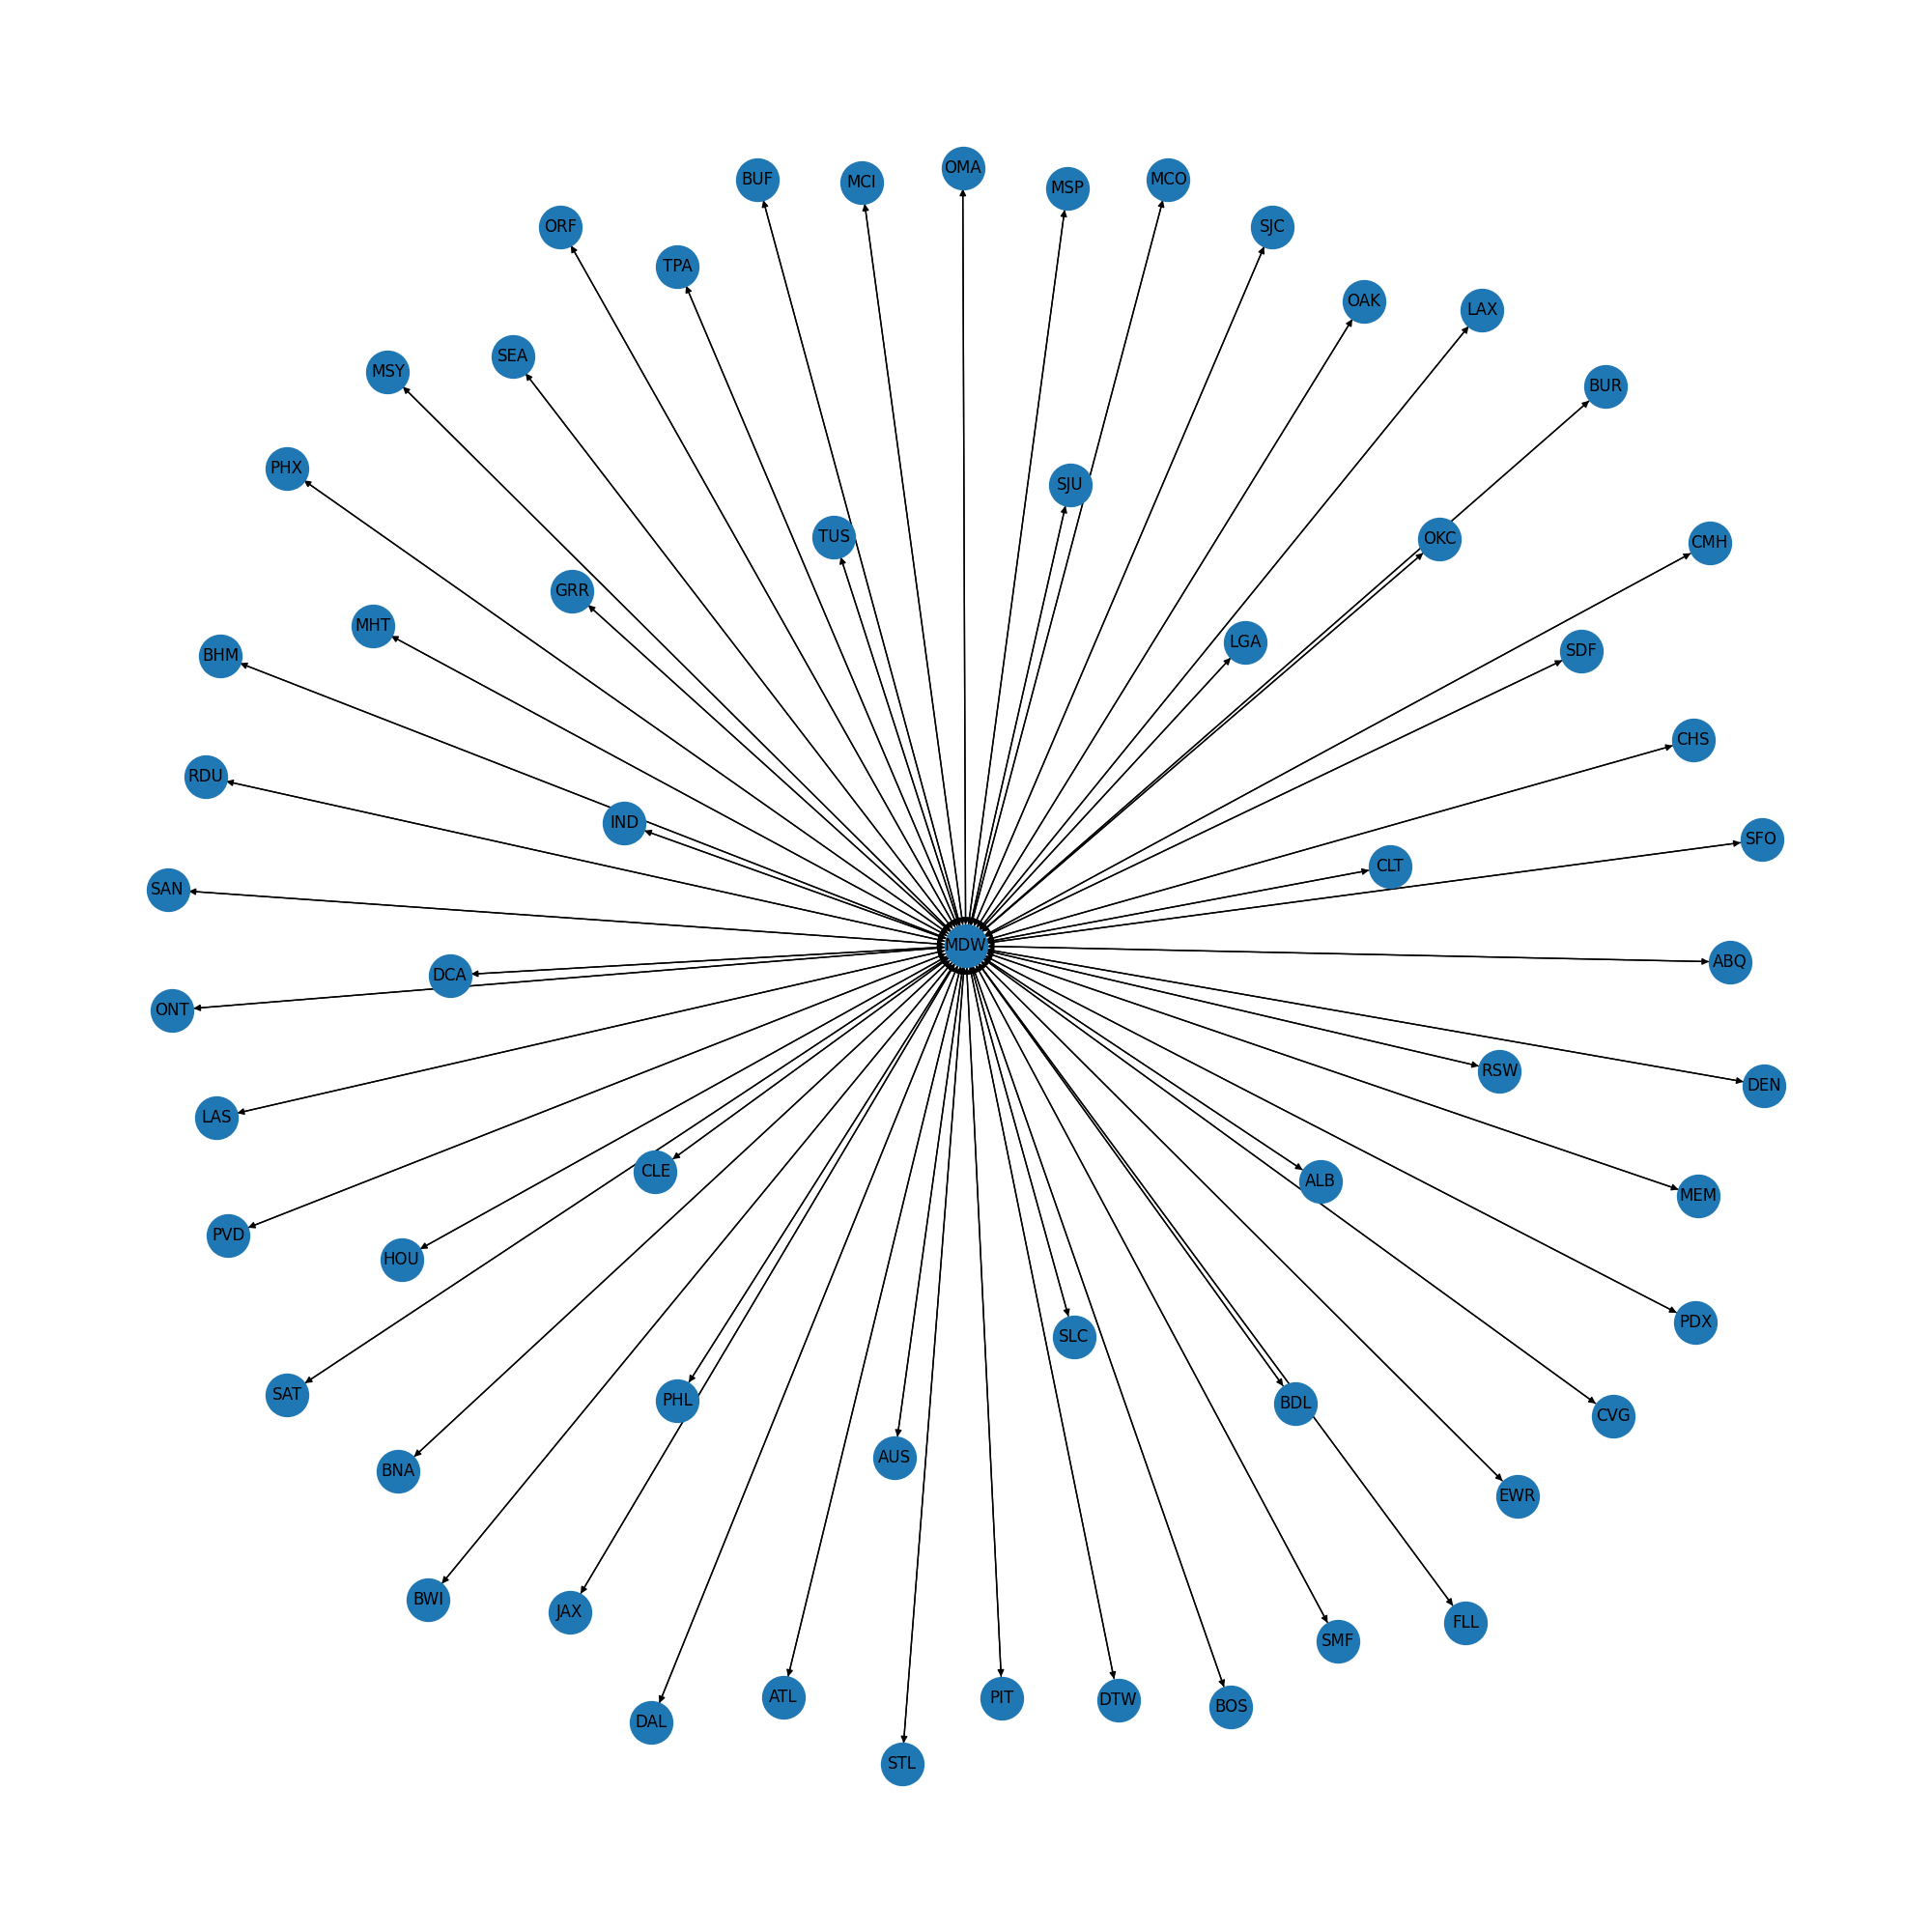 OMA
BUF
MCO
MCI
MSP
ORF
SJC
TPA
OAK
LAX
SEA
MSY
BUR
PHX
SJU
TUS
OKC
CMH
GRR
MHT
LGA
SDF
BHM
CHS
RDU
IND
SFO
CLT
SAN
MDW
ABQ
DCA
ONT
RSW
DEN
LAS
CLE
ALB
MEM
PVD
HOU
PDX
SLC
SAT
PHL
BDL
CVG
AUS
BNA
EWR
BWI
JAX
FLL
SMF
ATL
PIT
DTW
BOS
DAL
STL